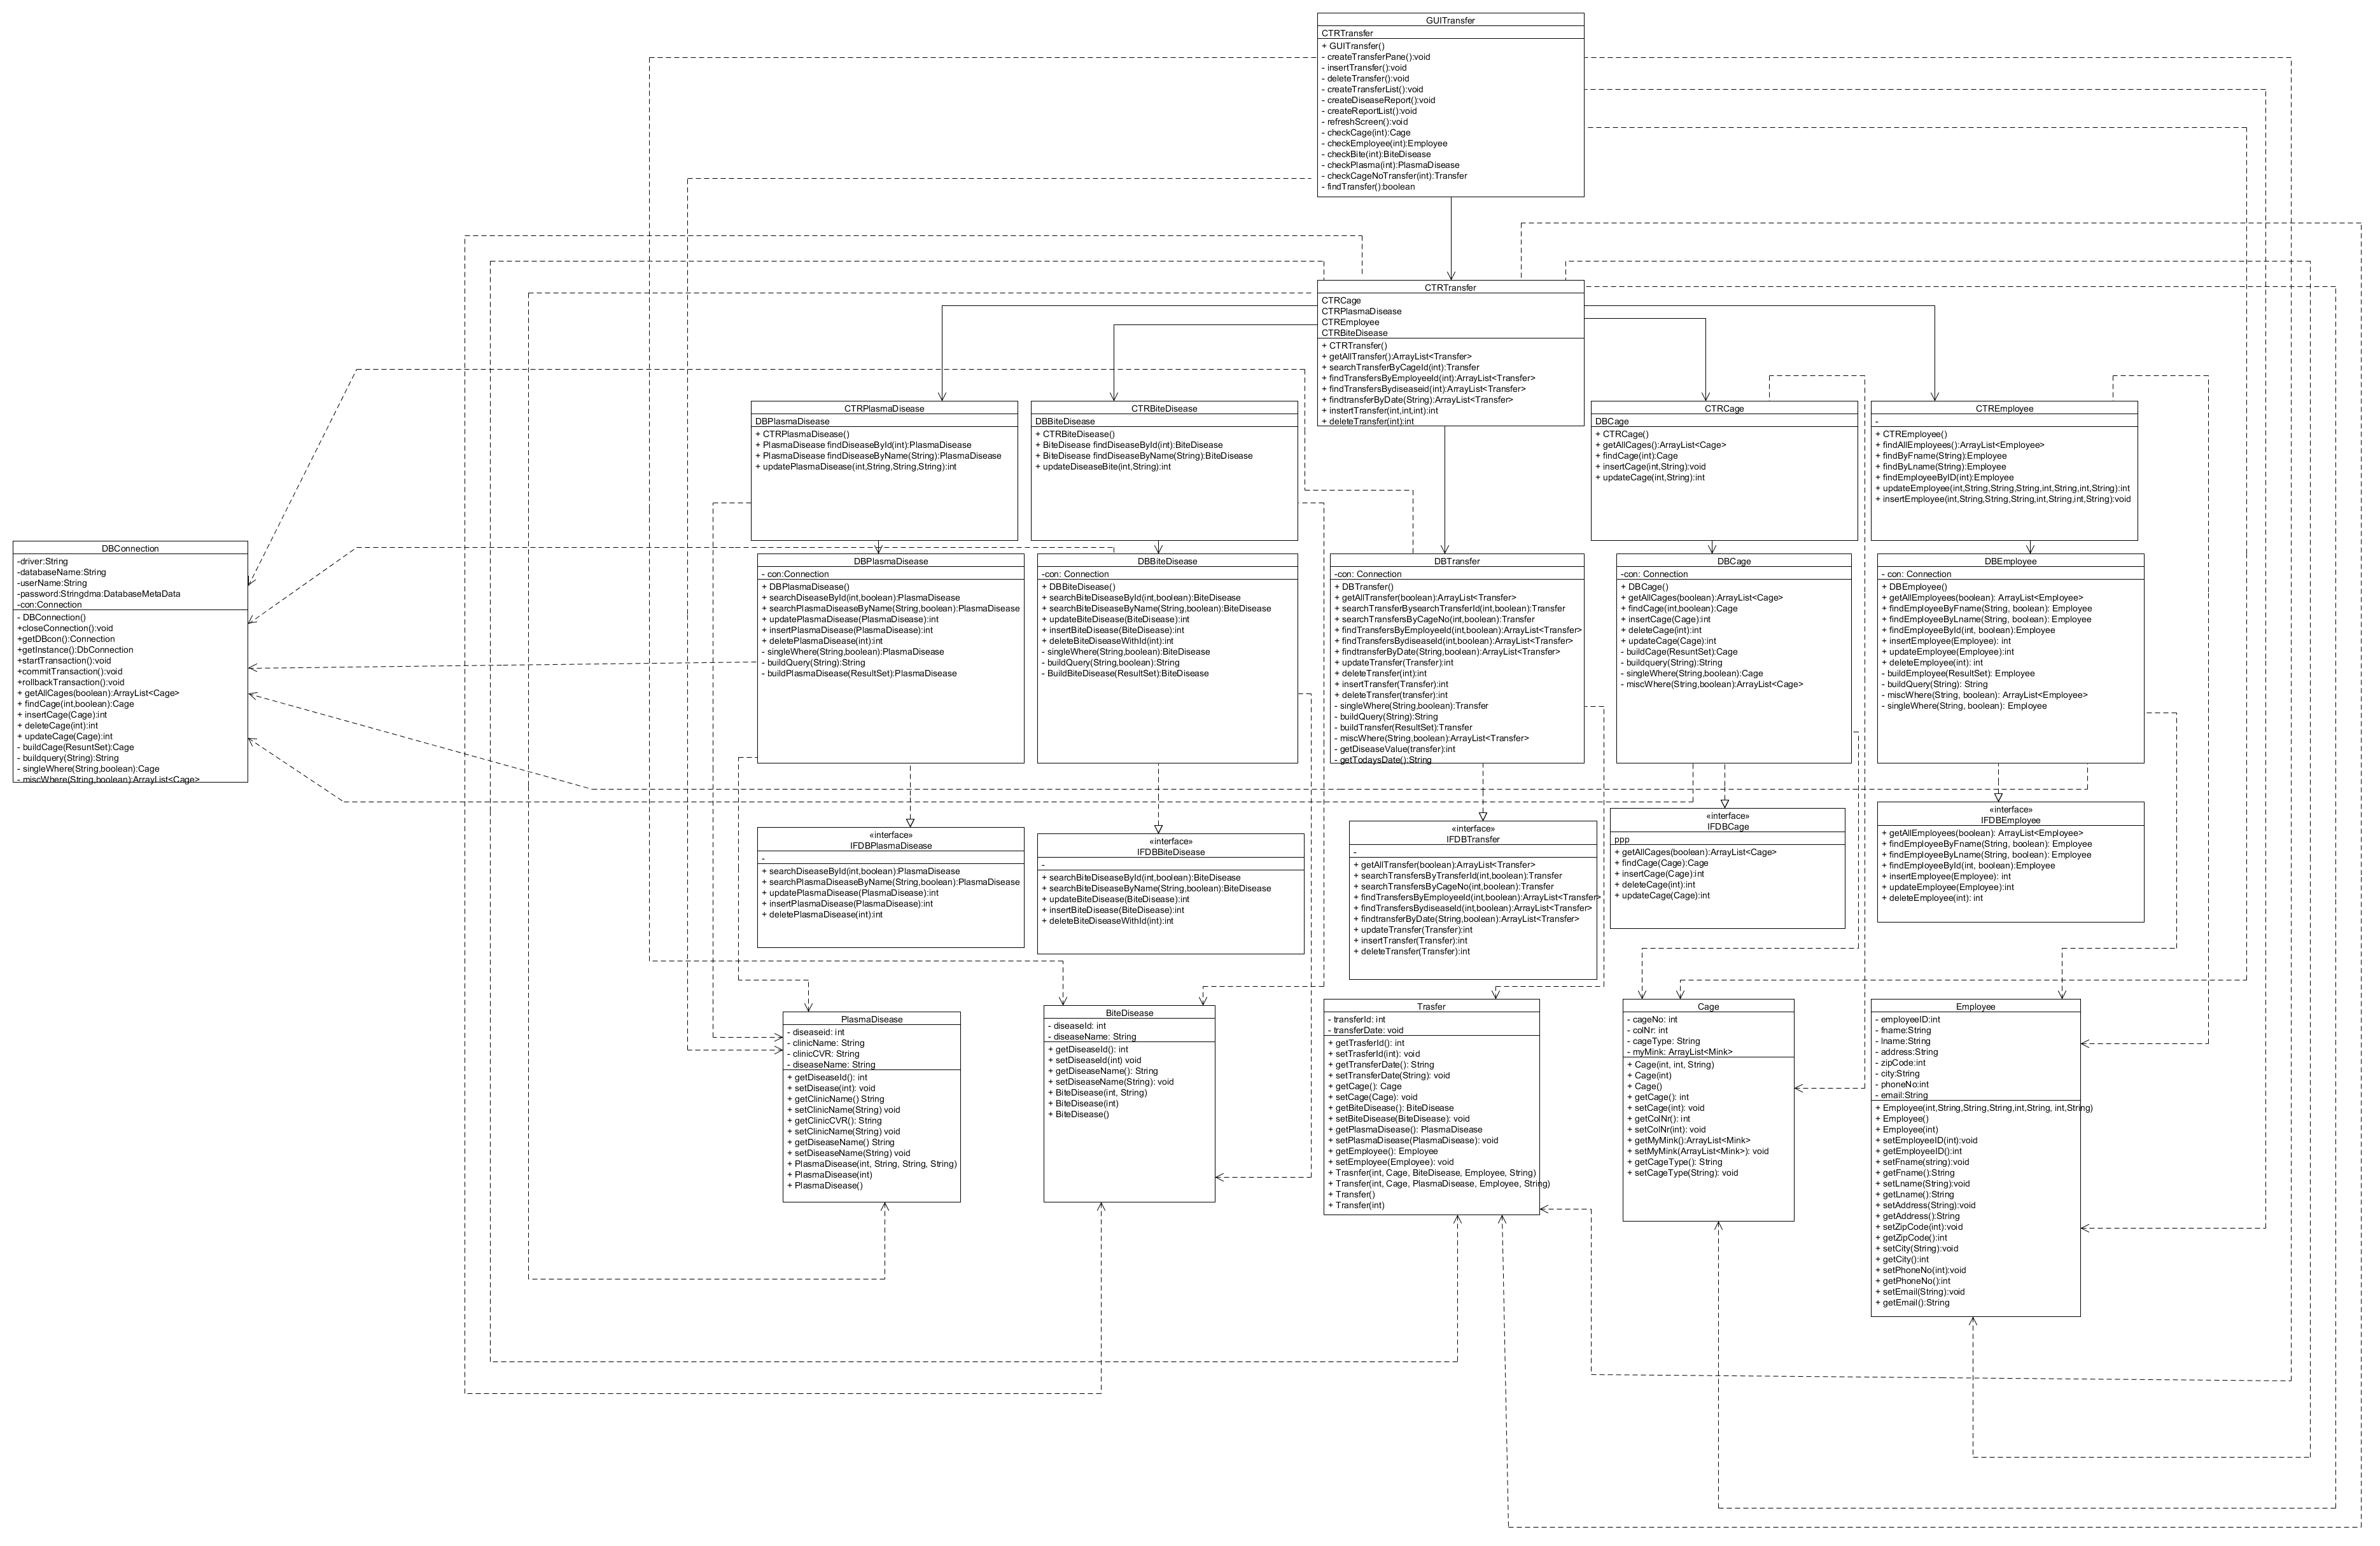 GUITransfer
CTRTransfer
+ GUITransfer()
- createTransferPane():void
- insertTransfer():void
- deleteTransfer():void
- createTransferList():void
- createDiseaseReport():void
- createReportList():void
- refreshScreen():void
- checkCage(int):Cage
- checkEmployee(int):Employee
- checkBite(int):BiteDisease
- checkPlasma(int):PlasmaDisease
- checkCageNoTransfer(int):Transfer
- findTransfer():boolean
CTRTransfer
CTRCage
CTRPlasmaDisease
CTREmployee
CTRBiteDisease
+ CTRTransfer()
+ getAllTransfer():ArrayList<Transfer>
+ searchTransferByCageId(int):Transfer
+ findTransfersByEmployeeId(int):ArrayList<Transfer>
+ findTransfersBydiseaseid(int):ArrayList<Transfer>
+ findtransferByDate(String):ArrayList<Transfer>
+ instertTransfer(int,int,int):int
+ deleteTransfer(int):int
CTRPlasmaDisease
DBPlasmaDisease
+ CTRPlasmaDisease()
+ PlasmaDisease findDiseaseById(int):PlasmaDisease
+ PlasmaDisease findDiseaseByName(String):PlasmaDisease
+ updatePlasmaDisease(int,String,String,String):int
CTRBiteDisease
DBBiteDisease
+ CTRBiteDisease()
+ BiteDisease findDiseaseById(int):BiteDisease
+ BiteDisease findDiseaseByName(String):BiteDisease
+ updateDiseaseBite(int,String):int
CTRCage
DBCage
+ CTRCage()
+ getAllCages():ArrayList<Cage>
+ findCage(int):Cage
+ insertCage(int,String):void
+ updateCage(int,String):int
CTREmployee
-
+ CTREmployee()
+ findAllEmployees():ArrayList<Employee>
+ findByFname(String):Employee
+ findByLname(String):Employee
+ findEmployeeByID(int):Employee
+ updateEmployee(int,String,String,String,int,String,int,String):int
+ insertEmployee(int,String,String,String,int,String,int,String):void
DBConnection
-driver:String
-databaseName:String
-userName:String
-password:Stringdma:DatabaseMetaData
-con:Connection
- DBConnection()
+closeConnection():void
+getDBcon():Connection
+getInstance():DbConnection
+startTransaction():void
+commitTransaction():void
+rollbackTransaction():void
+ getAllCages(boolean):ArrayList<Cage>
+ findCage(int,boolean):Cage
+ insertCage(Cage):int
+ deleteCage(int):int
+ updateCage(Cage):int
- buildCage(ResuntSet):Cage
- buildquery(String):String
- singleWhere(String,boolean):Cage
- miscWhere(String,boolean):ArrayList<Cage>
DBPlasmaDisease
- con:Connection
+ DBPlasmaDisease()
+ searchDiseaseById(int,boolean):PlasmaDisease
+ searchPlasmaDiseaseByName(String,boolean):PlasmaDisease
+ updatePlasmaDisease(PlasmaDisease):int
+ insertPlasmaDisease(PlasmaDisease):int
+ deletePlasmaDisease(int):int
- singleWhere(String,boolean):PlasmaDisease
- buildQuery(String):String
- buildPlasmaDisease(ResultSet):PlasmaDisease
DBBiteDisease
-con: Connection
+ DBBiteDisease()
+ searchBiteDiseaseById(int,boolean):BiteDisease
+ searchBiteDiseaseByName(String,boolean):BiteDisease
+ updateBiteDisease(BiteDisease):int
+ insertBiteDisease(BiteDisease):int
+ deleteBiteDiseaseWithId(int):int
- singleWhere(String,boolean):BiteDisease
- buildQuery(String,boolean):String
- BuildBiteDisease(ResultSet):BiteDisease
DBTransfer
-con: Connection
+ DBTransfer()
+ getAllTransfer(boolean):ArrayList<Transfer>
+ searchTransferBysearchTransferId(int,boolean):Transfer
+ searchTransfersByCageNo(int,boolean):Transfer
+ findTransfersByEmployeeId(int,boolean):ArrayList<Transfer>
+ findTransfersBydiseaseId(int,boolean):ArrayList<Transfer>
+ findtransferByDate(String,boolean):ArrayList<Transfer>
+ updateTransfer(Transfer):int
+ deleteTransfer(int):int
+ insertTransfer(Transfer):int
+ deleteTransfer(transfer):int
- singleWhere(String,boolean):Transfer
- buildQuery(String):String
- buildTransfer(ResultSet):Transfer
- miscWhere(String,boolean):ArrayList<Transfer>
- getDiseaseValue(transfer):int
- getTodaysDate():String
DBCage
-con: Connection
+ DBCage()
+ getAllCages(boolean):ArrayList<Cage>
+ findCage(int,boolean):Cage
+ insertCage(Cage):int
+ deleteCage(int):int
+ updateCage(Cage):int
- buildCage(ResuntSet):Cage
- buildquery(String):String
- singleWhere(String,boolean):Cage
- miscWhere(String,boolean):ArrayList<Cage>
DBEmployee
- con: Connection
+ DBEmployee()
+ getAllEmployees(boolean): ArrayList<Employee>
+ findEmployeeByFname(String, boolean): Employee
+ findEmployeeByLname(String, boolean): Employee
+ findEmployeeById(int, boolean):Employee
+ insertEmployee(Employee): int
+ updateEmployee(Employee):int
+ deleteEmployee(int): int
- buildEmployee(ResultSet): Employee
- buildQuery(String): String
- miscWhere(String, boolean): ArrayList<Employee>
- singleWhere(String, boolean): Employee
«interface»
IFDBPlasmaDisease
-
+ searchDiseaseById(int,boolean):PlasmaDisease
+ searchPlasmaDiseaseByName(String,boolean):PlasmaDisease
+ updatePlasmaDisease(PlasmaDisease):int
+ insertPlasmaDisease(PlasmaDisease):int
+ deletePlasmaDisease(int):int
«interface»
IFDBBiteDisease
-
+ searchBiteDiseaseById(int,boolean):BiteDisease
+ searchBiteDiseaseByName(String,boolean):BiteDisease
+ updateBiteDisease(BiteDisease):int
+ insertBiteDisease(BiteDisease):int
+ deleteBiteDiseaseWithId(int):int
«interface»
IFDBTransfer
-
+ getAllTransfer(boolean):ArrayList<Transfer>
+ searchTransfersByTransferId(int,boolean):Transfer
+ searchTransfersByCageNo(int,boolean):Transfer
+ findTransfersByEmployeeId(int,boolean):ArrayList<Transfer>
+ findTransfersBydiseaseId(int,boolean):ArrayList<Transfer>
+ findtransferByDate(String,boolean):ArrayList<Transfer>
+ updateTransfer(Transfer):int
+ insertTransfer(Transfer):int
+ deleteTransfer(Transfer):int
«interface»
IFDBCage
ppp
+ getAllCages(boolean):ArrayList<Cage>
+ findCage(Cage):Cage
+ insertCage(Cage):int
+ deleteCage(int):int
+ updateCage(Cage):int
«interface»
IFDBEmployee
+ getAllEmployees(boolean): ArrayList<Employee>
+ findEmployeeByFname(String, boolean): Employee
+ findEmployeeByLname(String, boolean): Employee
+ findEmployeeById(int, boolean):Employee
+ insertEmployee(Employee): int
+ updateEmployee(Employee):int
+ deleteEmployee(int): int
PlasmaDisease
- diseaseid: int
- clinicName: String
- clinicCVR: String
- diseaseName: String
+ getDiseaseId(): int
+ setDisease(int): void
+ getClinicName() String
+ setClinicName(String) void
+ getClinicCVR(): String
+ setClinicName(String) void
+ getDiseaseName() String
+ setDiseaseName(String) void
+ PlasmaDisease(int, String, String, String)
+ PlasmaDisease(int)
+ PlasmaDisease()
BiteDisease
- diseaseId: int
- diseaseName: String
+ getDiseaseId(): int
+ setDiseaseId(int) void
+ getDiseaseName(): String
+ setDiseaseName(String): void
+ BiteDisease(int, String)
+ BiteDisease(int)
+ BiteDisease()
Trasfer
- transferId: int
- transferDate: void
+ getTrasferId(): int
+ setTrasferId(int): void
+ getTransferDate(): String
+ setTransferDate(String): void
+ getCage(): Cage
+ setCage(Cage): void
+ getBiteDisease(): BiteDisease
+ setBiteDisease(BiteDisease): void
+ getPlasmaDisease(): PlasmaDisease
+ setPlasmaDisease(PlasmaDisease): void
+ getEmployee(): Employee
+ setEmployee(Employee): void
+ Trasnfer(int, Cage, BiteDisease, Employee, String)
+ Transfer(int, Cage, PlasmaDisease, Employee, String)
+ Transfer()
+ Transfer(int)
Cage
- cageNo: int
- colNr: int
- cageType: String
- myMink: ArrayList<Mink>
+ Cage(int, int, String)
+ Cage(int)
+ Cage()
+ getCage(): int
+ setCage(int): void
+ getColNr(): int
+ setColNr(int): void
+ getMyMink():ArrayList<Mink>
+ setMyMink(ArrayList<Mink>): void
+ getCageType(): String
+ setCageType(String): void
Employee
- employeeID:int
- fname:String
- lname:String
- address:String
- zipCode:int
- city:String
- phoneNo:int
- email:String
+ Employee(int,String,String,String,int,String, int,String)
+ Employee()
+ Employee(int)
+ setEmployeeID(int):void
+ getEmployeeID():int
+ setFname(string):void
+ getFname():String
+ setLname(String):void
+ getLname():String
+ setAddress(String):void
+ getAddress():String
+ setZipCode(int):void
+ getZipCode():int
+ setCity(String):void
+ getCity():int
+ setPhoneNo(int):void
+ getPhoneNo():int
+ setEmail(String):void
+ getEmail():String